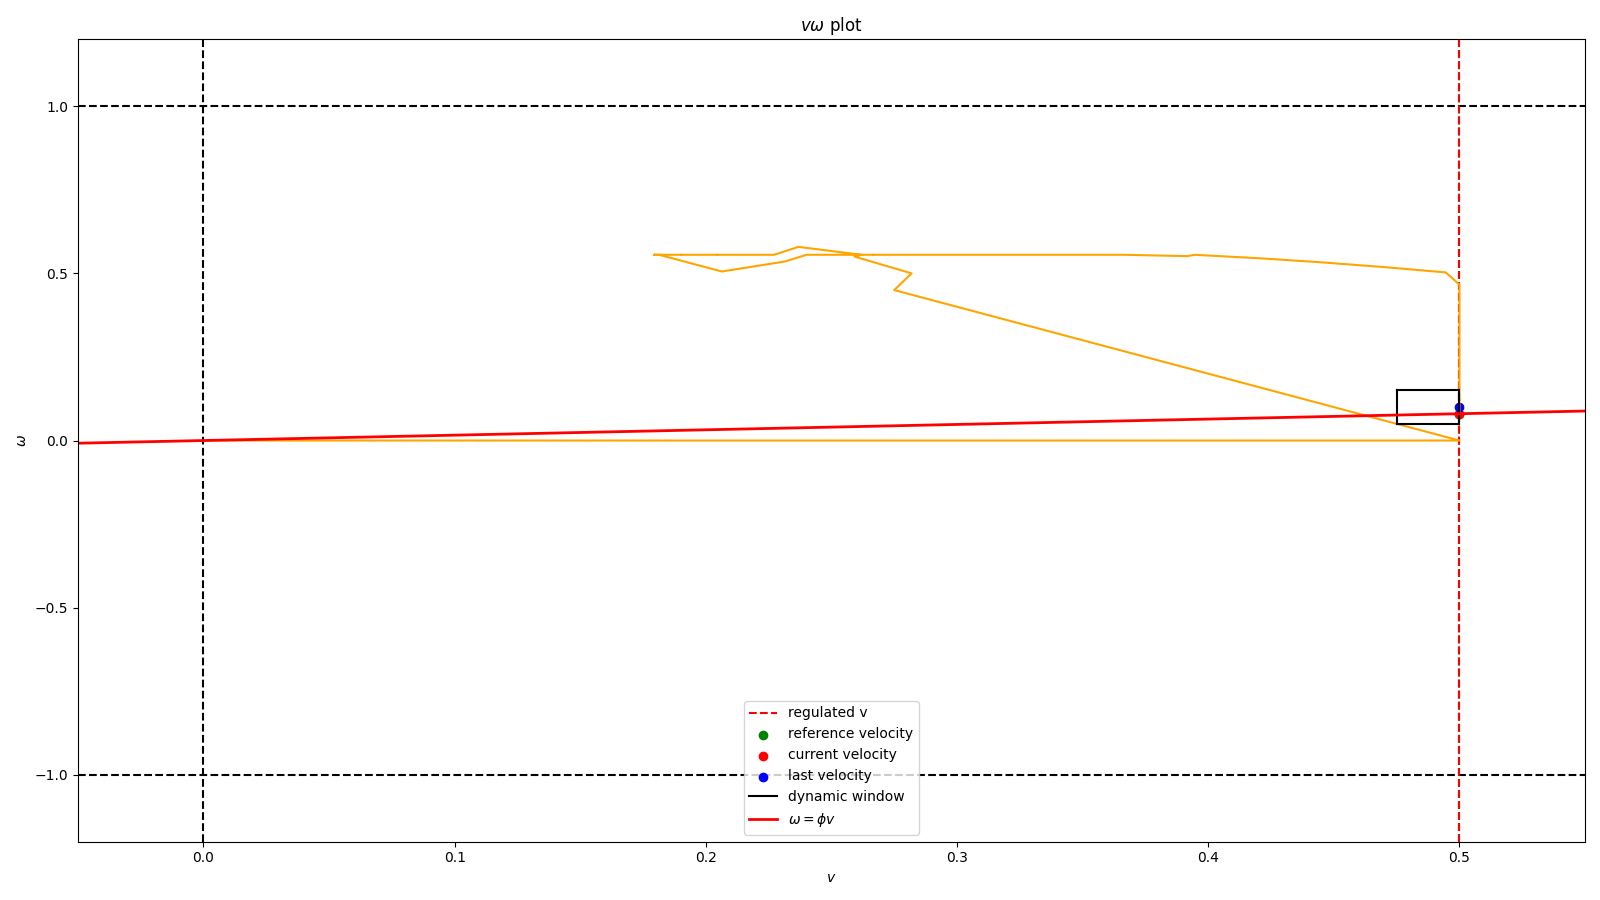 vω plot
1.0
0.5
0.0
−0.5
−1.0
ω
0.0 0.1 0.2 0.3 0.4 0.5
v
regulated v
reference velocity
current velocity
last velocity
dynamic window
ω = ϕv